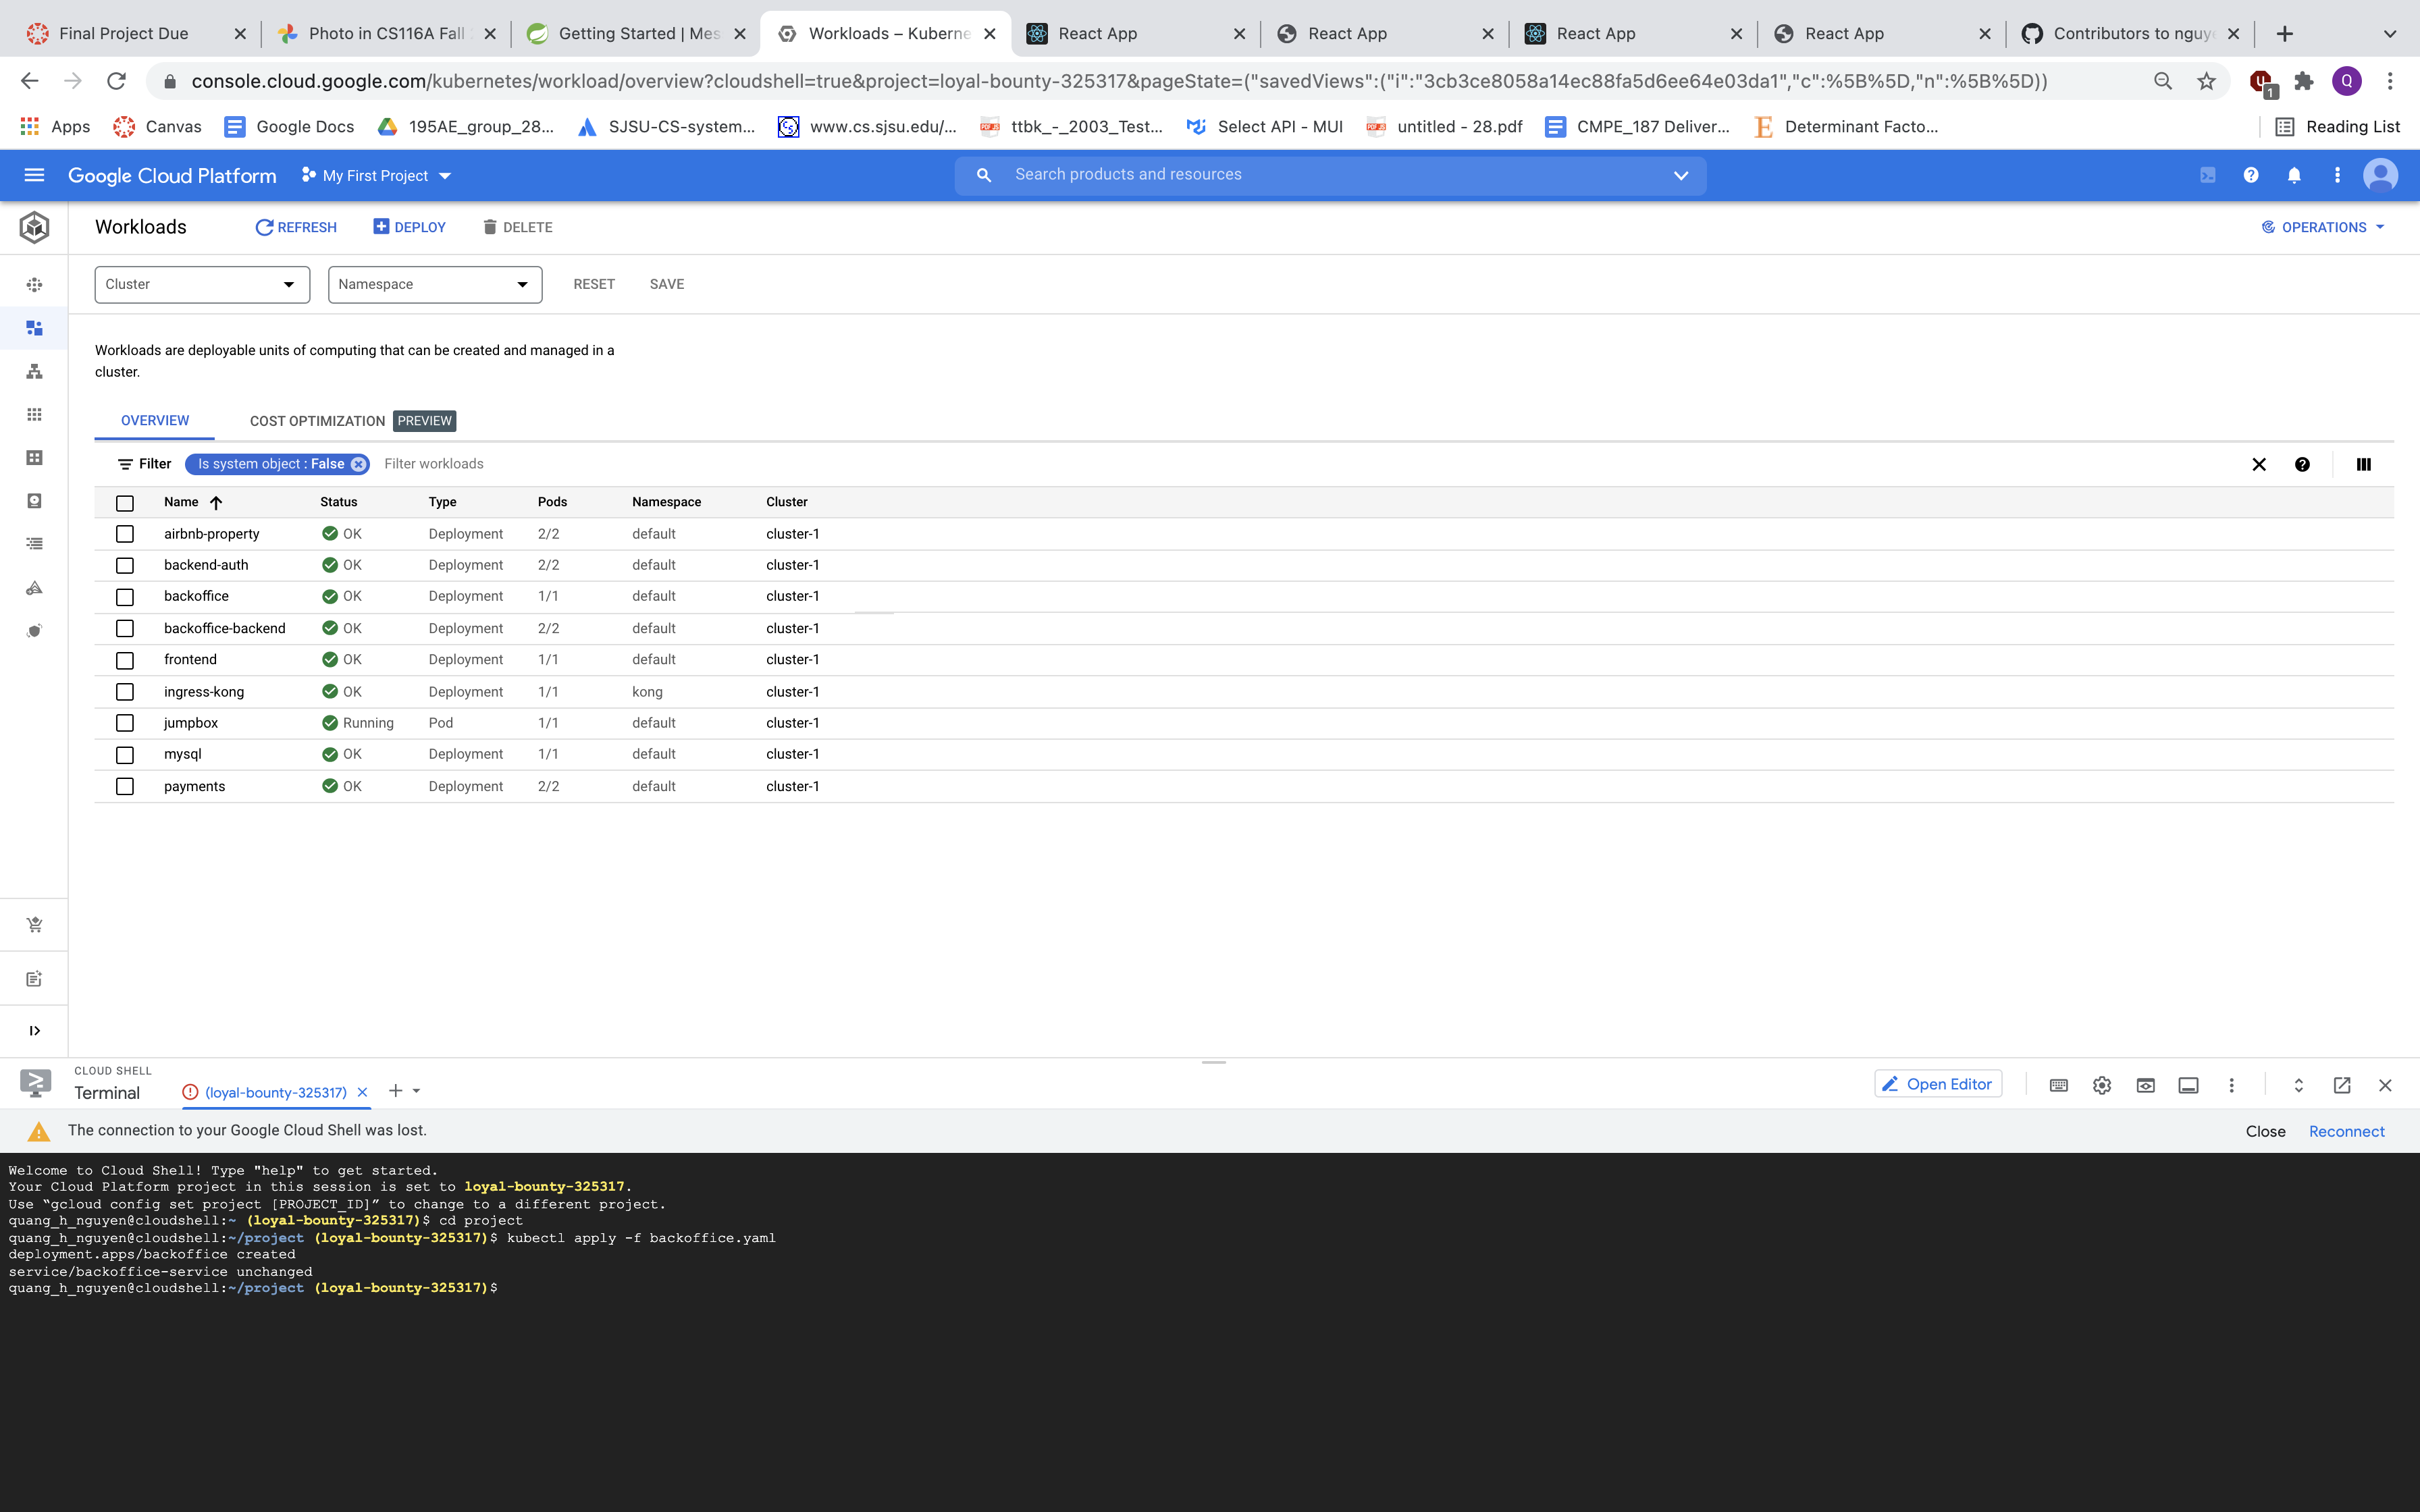 Final Project Due
Photo in CS116A Fall
Getting Started | Mes
Workloads – Kuberne
React App
React App
React App
React App
Contributors to nguye
console.cloud.google.com/kubernetes/workload/overview?cloudshell=true&project=loyal-bounty-325317&pageState=("savedViews":("i":"3cb3ce8058a14ec88fa5d6ee64e03da1","c":%5B%5D,"n":%5B%5D))
1
Q
Apps
Canvas
Google Docs
195AE_group_28...
SJSU-CS-system...
www.cs.sjsu.edu/...
ttbk_-_2003_Test...
Select API - MUI
untitled - 28.pdf
CMPE_187 Deliver...
Determinant Facto...
Reading List
Google Cloud Platform
My First Project
Search products and resources
Workloads
REFRESH
DEPLOY
DELETE
OPERATIONS
Cluster
Namespace
RESET
SAVE
Workloads are deployable units of computing that can be created and managed in a
cluster.
OVERVIEW
COST OPTIMIZATION PREVIEW
Filter
Is system object : False
Filter workloads
Name Status Type Pods Namespace Cluster
airbnb-property OK Deployment 2/2 default cluster-1
backend-auth OK Deployment 2/2 default cluster-1
backoffice OK Deployment 1/1 default cluster-1
backoffice-backend OK Deployment 2/2 default cluster-1
frontend OK Deployment 1/1 default cluster-1
ingress-kong OK Deployment 1/1 kong cluster-1
jumpbox Running Pod 1/1 default cluster-1
mysql OK Deployment 1/1 default cluster-1
payments OK Deployment 2/2 default cluster-1
CLOUD SHELL
Terminal
(loyal-bounty-325317)
Open Editor
The connection to your Google Cloud Shell was lost.
Close
Reconnect
Welcome to Cloud Shell! Type "help" to get started.
Your Cloud Platform project in this session is set to loyal-bounty-325317.
Use “gcloud config set project [PROJECT_ID]” to change to a different project.
quang_h_nguyen@cloudshell:~ (loyal-bounty-325317)$ cd project
quang_h_nguyen@cloudshell:~/project (loyal-bounty-325317)$ kubectl apply -f backoffice.yaml
deployment.apps/backoffice created
service/backoffice-service unchanged
quang_h_nguyen@cloudshell:~/project (loyal-bounty-325317)$